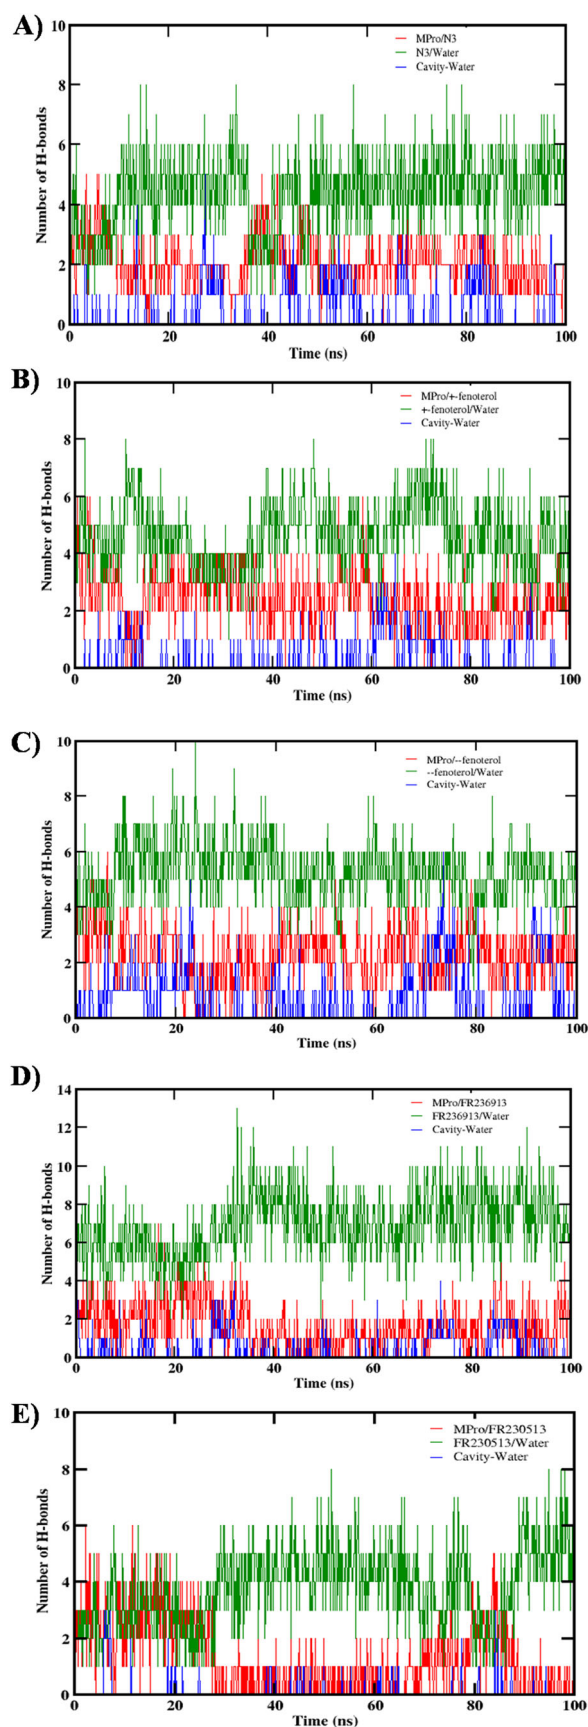 A)
MPro/N3
N3/Water
Cavity-Water
Number of H-bonds
10
8
6
4
2
0
0 20 40 60 80 100
Time (ns)
B)
MPro/+-fenoterol
+-fenoterol/Water
Cavity-Water
Number of H-bonds
10
8
6
4
2
0
0 20 40 60 80 100
Time (ns)
C)
MPro/--fenoterol
--fenoterol/Water
Cavity-Water
Number of H-bonds
10
8
6
4
2
0
0 20 40 60 80 100
Time (ns)
D)
MPro/FR236913
FR236913/Water
Cavity-Water
Number of H-bonds
14
12
10
8
6
4
2
0
0 20 40 60 80 100
Time (ns)
E)
MPro/FR230513
FR230513/Water
Cavity-Water
Number of H-bonds
10
8
6
4
2
0
0 20 40 60 80 100
Time (ns)